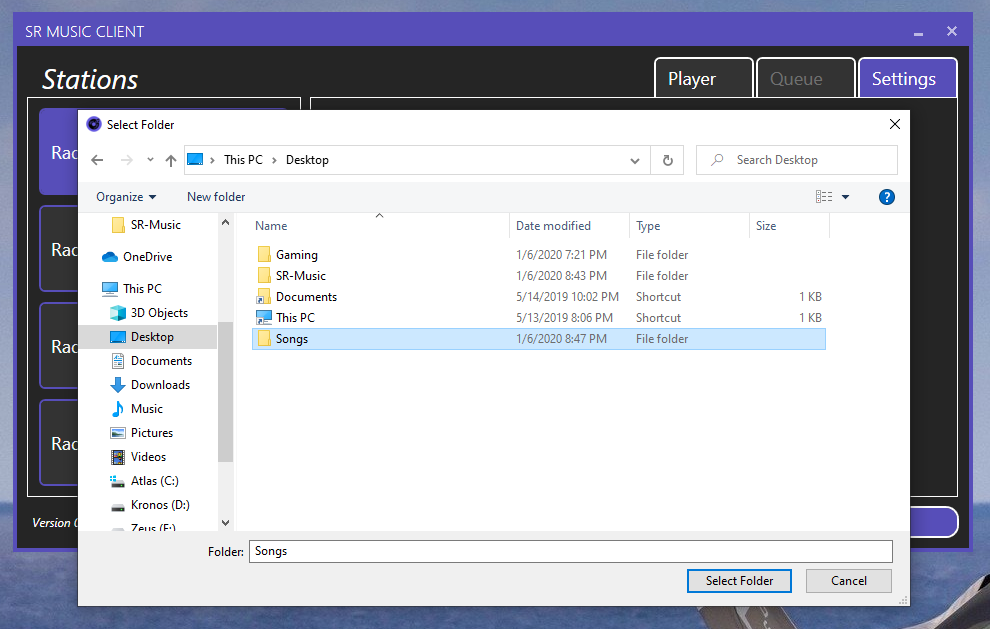 SR MUSIC CLIENT
Stations
Player
Queue
Settings
Rac
Rac
Rac
Rac
Version
Select Folder
This PC > Desktop
Search Desktop
Organize
New folder
?
SR-Music
OneDrive
This PC
3D Objects
Desktop
Documents
Downloads
Music
Pictures
Videos
Atlas (C:)
Kronos (D:)
Zeus (E:)
Name Date modified Type Size
Gaming 1/6/2020 7:21 PM File folder
SR-Music 1/6/2020 8:43 PM File folder
Documents 5/14/2019 10:02 PM Shortcut 1 KB
This PC 5/13/2019 8:06 PM Shortcut 1 KB
Songs 1/6/2020 8:47 PM File folder
Folder: Songs
Select Folder
Cancel